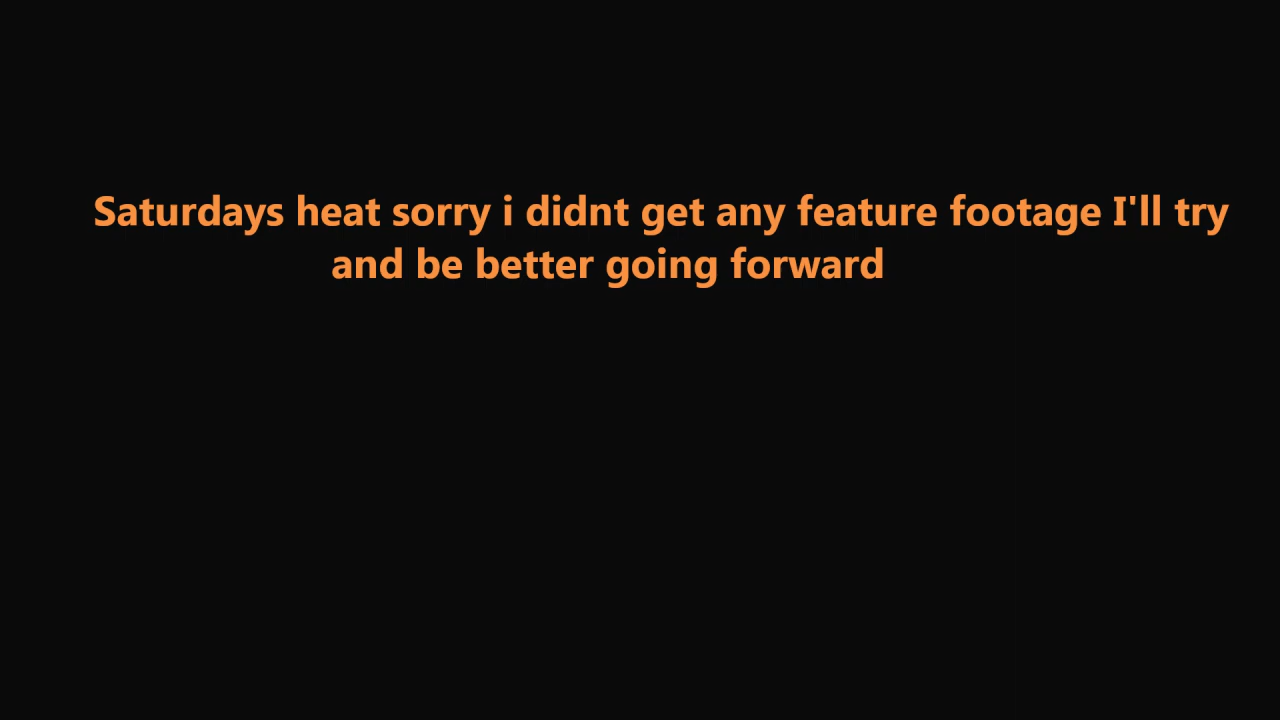 Saturdays heat sorry i didnt get any feature footage I'll try
and be better going forward